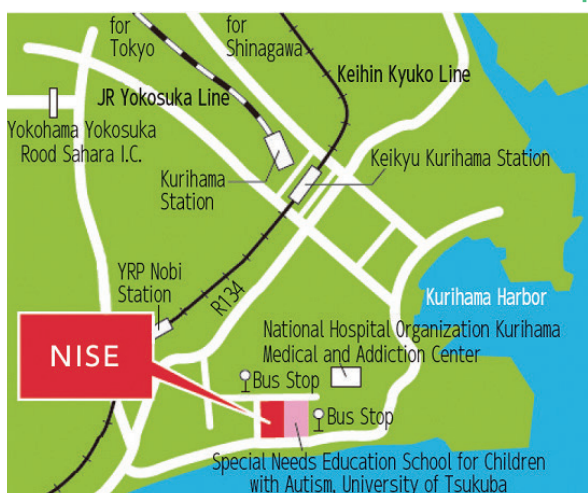 for
Tokyo
for
Shinagawa
Keihin Kyuko Line
JR Yokosuka Line
Yokohama Yokosuka
Rood Sahara I.C.
Kurihama
Station
Keikyu Kurihama Station
YRP Nobi
Station
R134
Kurihama Harbor
NISE
National Hospital Organization Kurihama
Medical and Addiction Center
Bus Stop
Bus Stop
Special Needs Education School for Children
with Autism, University of Tsukuba